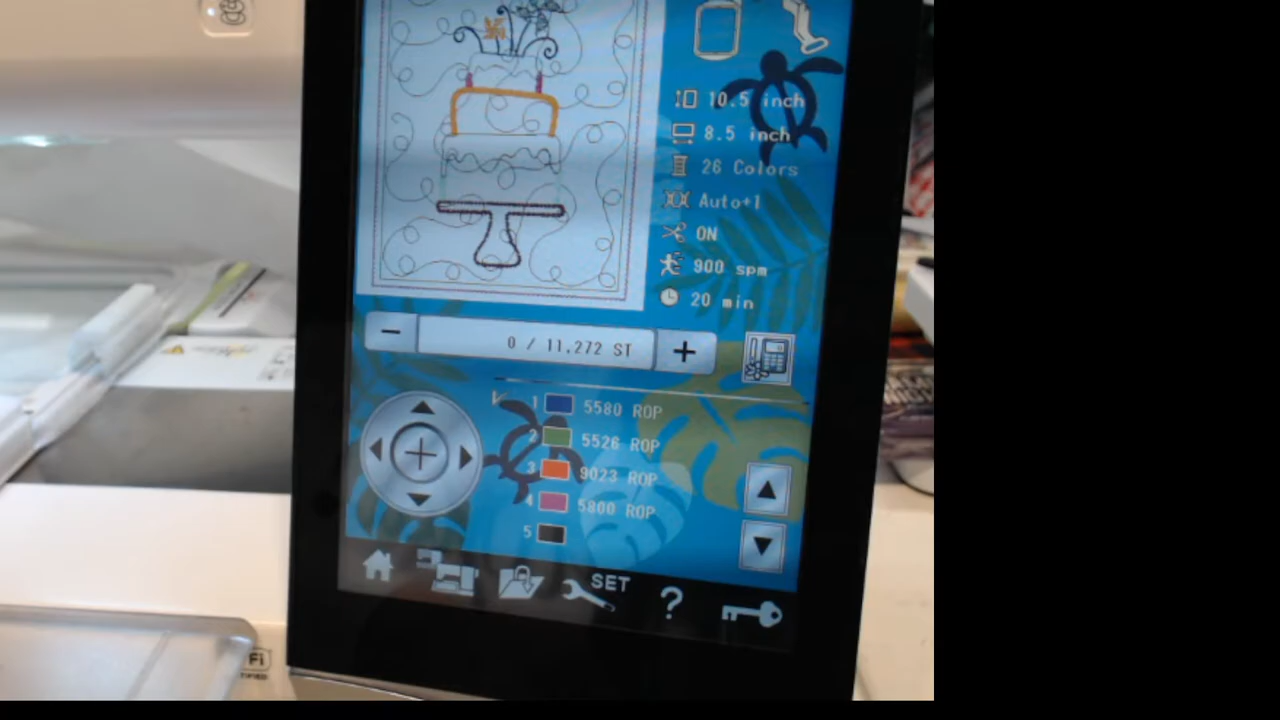 10.5 inch
8.5 inch
26 Colors
Auto+1
ON
900 spm
20 min
− 0 / 11,272 ST +
1 5580 ROP
2 5526 ROP
3 9023 ROP
4 5800 ROP
5
SET
?
Fi